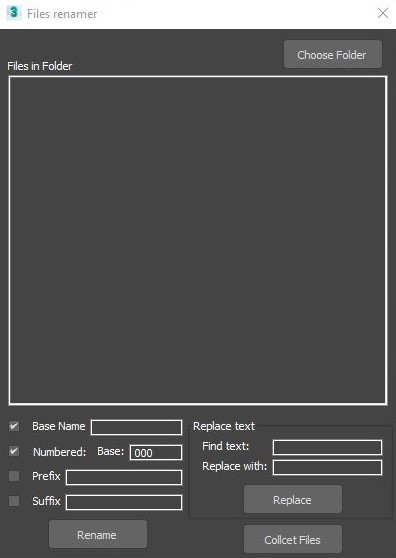 3 Files renamer
Choose Folder
Files in Folder
Base Name
Numbered: Base: 000
Prefix
Suffix
Rename
Replace text
Find text:
Replace with:
Replace
Collcet Files